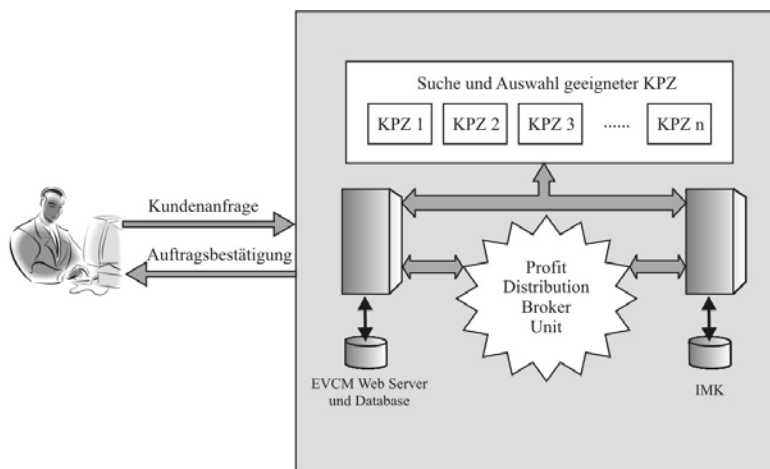 Suche und Auswahl geeigneter KPZ
KPZ 1
KPZ 2
KPZ 3
......
KPZ n
Kundenanfrage
Auftragsbestätigung
Profit
Distribution
Broker
Unit
EVCM Web Server
und Database
IMK